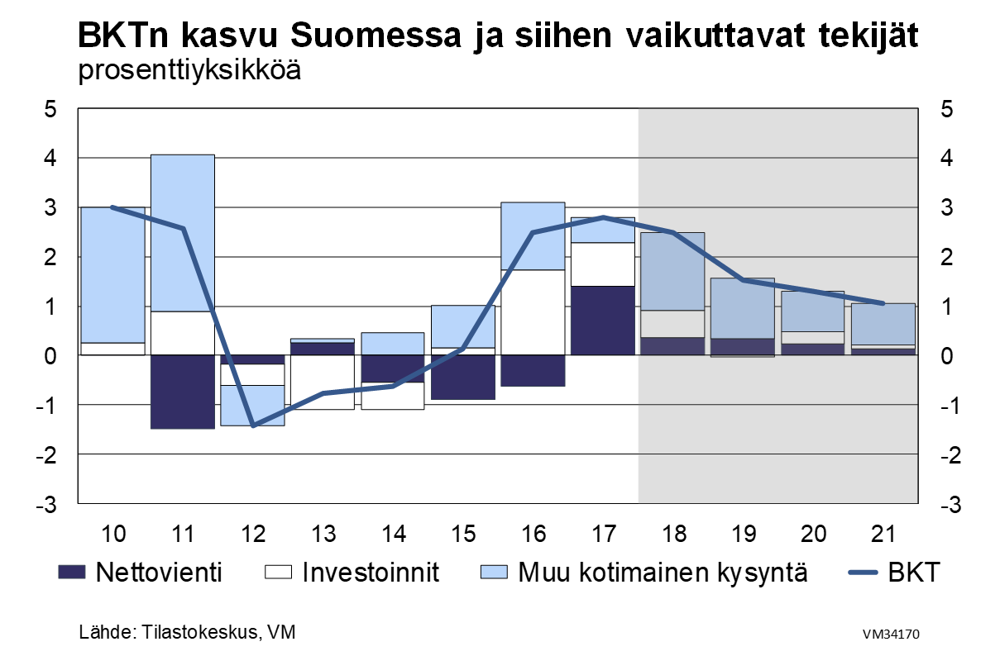 BKTn kasvu Suomessa ja siihen vaikuttavat tekijät
prosenttiyksikköä
5 5
4 4
3 3
2 2
1 1
0 0
-1 -1
-2 -2
-3 -3
10 11 12 13 14 15 16 17 18 19 20 21
Nettovienti Investoinnit Muu kotimainen kysyntä BKT
Lähde: Tilastokeskus, VM VM34170